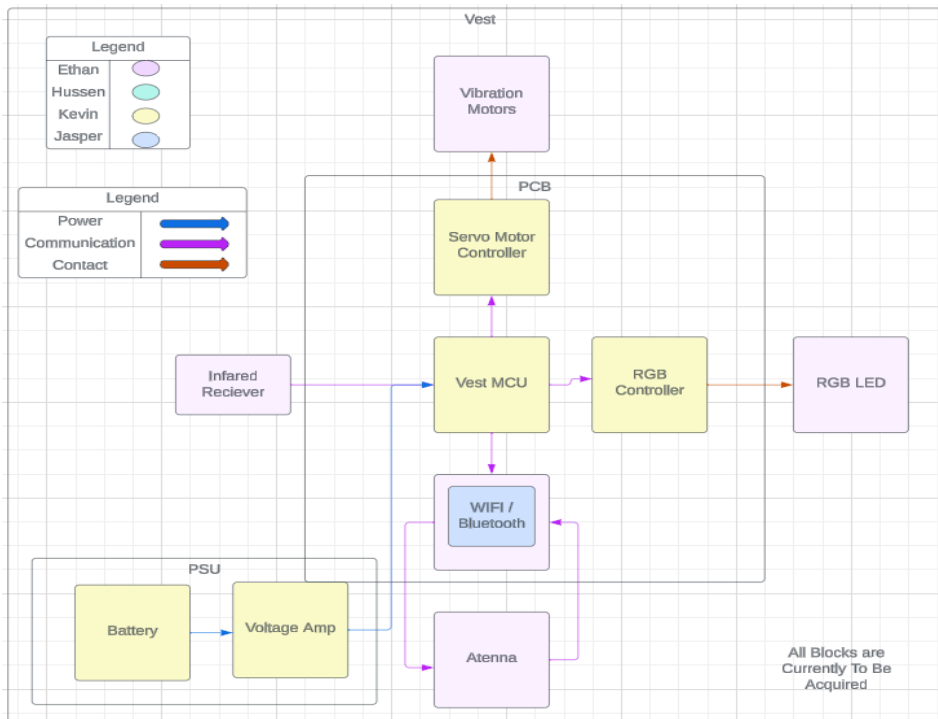 Vest
Legend
Ethan
Hussen
Kevin
Jasper
Vibration
Motors
Legend
Power
Communication
Contact
PCB
Servo Motor
Controller
Infared
Reciever
Vest MCU
RGB
Controller
RGB LED
WIFI /
Bluetooth
PSU
Battery
Voltage Amp
Atenna
All Blocks are
Currently To Be
Acquired